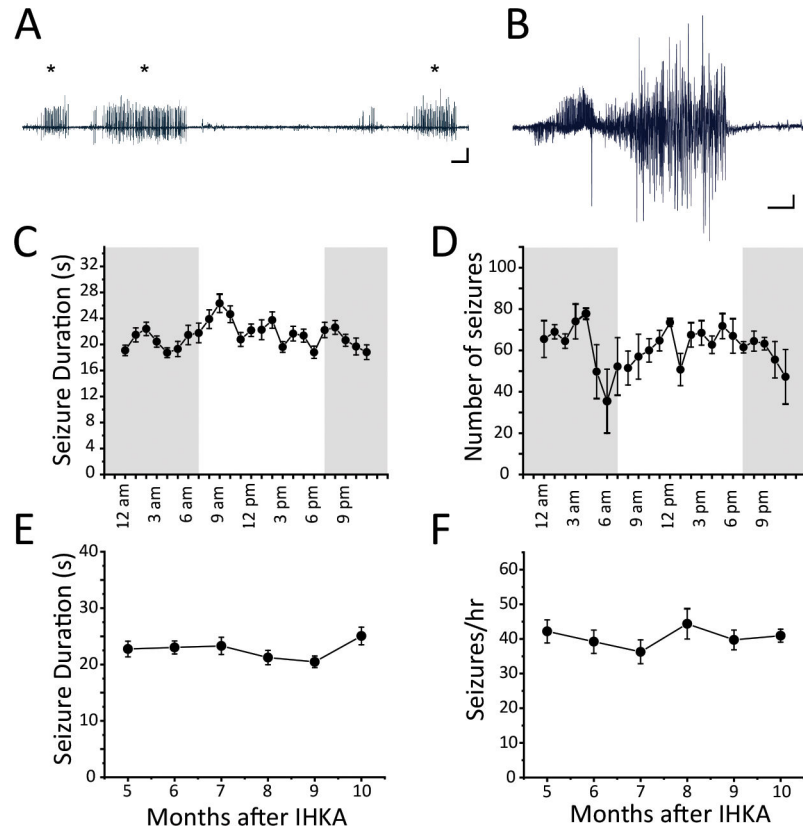 A
B
*
*
*
C
D
Seizure Duration (s)
32
28
24
20
16
12
8
4
0
12 am
3 am
6 am
9 am
12 pm
3 pm
6 pm
9 pm
Number of seizures
100
80
60
40
20
0
12 am
3 am
6 am
9 am
12 pm
3 pm
6 pm
9 pm
E
F
Seizure Duration (s)
40
30
20
10
0
5
6
7
8
9
10
Months after IHKA
Seizures/hr
60
50
40
30
20
10
0
5
6
7
8
9
10
Months after IHKA